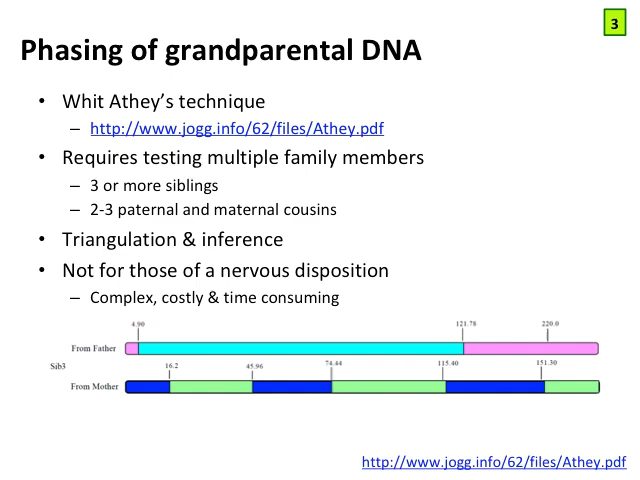 3
Phasing of grandparental DNA
• Whit Athey's technique
– http://www.jogg.info/62/files/Athey.pdf
• Requires testing multiple family members
– 3 or more siblings
– 2-3 paternal and maternal cousins
• Triangulation & inference
• Not for those of a nervous disposition
– Complex, costly & time consuming
4.90 121.78 220.0
From Father
Sib3 16.2 45.96 74.44 115.40 151.30
From Mother
http://www.jogg.info/62/files/Athey.pdf